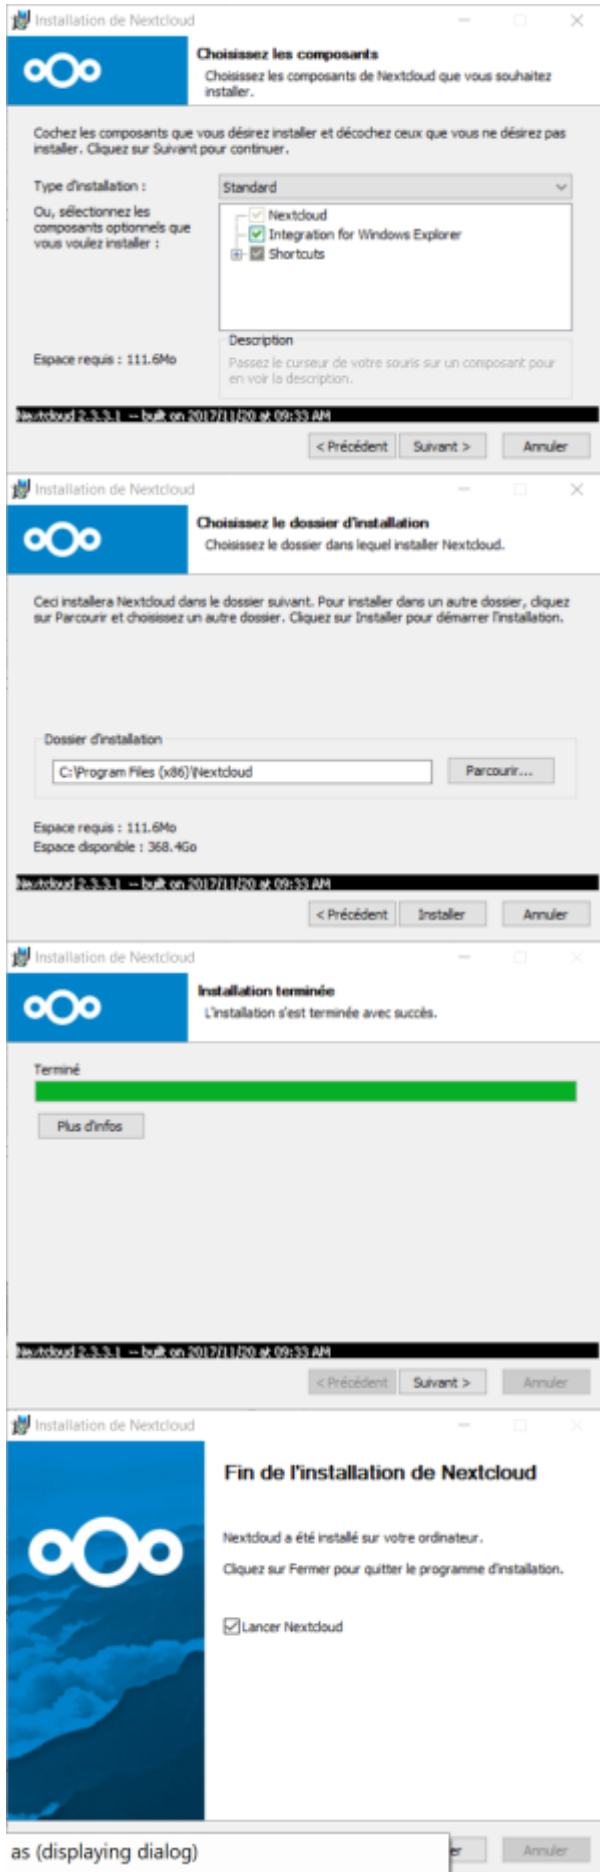 Installation de Nextcloud
Choisissez les composants
Choisissez les composants de Nextcloud que vous souhaitez
installer.
Cochez les composants que vous désirez installer et décochez ceux que vous ne désirez pas
installer. Cliquez sur Suivant pour continuer.
Type d'installation :
Standard
Ou, sélectionnez les
composants optionnels que
vous voulez installer :
Nextcloud
Integration for Windows Explorer
Shortcuts
Espace requis : 111.6Mo
Description
Passez le curseur de votre souris sur un composant pour
en voir la description.
Nextcloud 2.3.3.1 -- built on 2017/11/20 at 09:33 AM
< Précédent
Suivant >
Annuler
Installation de Nextcloud
Choisissez le dossier d'installation
Choisissez le dossier dans lequel installer Nextcloud.
Ceci installera Nextcloud dans le dossier suivant. Pour installer dans un autre dossier, cliquez
sur Parcourir et choisissez un autre dossier. Cliquez sur Installer pour démarrer l'installation.
Dossier d'installation
C:\Program Files (x86)\Nextcloud
Parcourir...
Espace requis : 111.6Mo
Espace disponible : 368.4Go
Nextcloud 2.3.3.1 -- built on 2017/11/20 at 09:33 AM
< Précédent
Installer
Annuler
Installation de Nextcloud
Installation terminée
L'installation s'est terminée avec succès.
Terminé
Plus d'infos
Nextcloud 2.3.3.1 -- built on 2017/11/20 at 09:33 AM
< Précédent
Suivant >
Annuler
Installation de Nextcloud
Fin de l'installation de Nextcloud
Nextcloud a été installé sur votre ordinateur.
Cliquez sur Fermer pour quitter le programme d'installation.
Lancer Nextcloud
as (displaying dialog)
er
Annuler